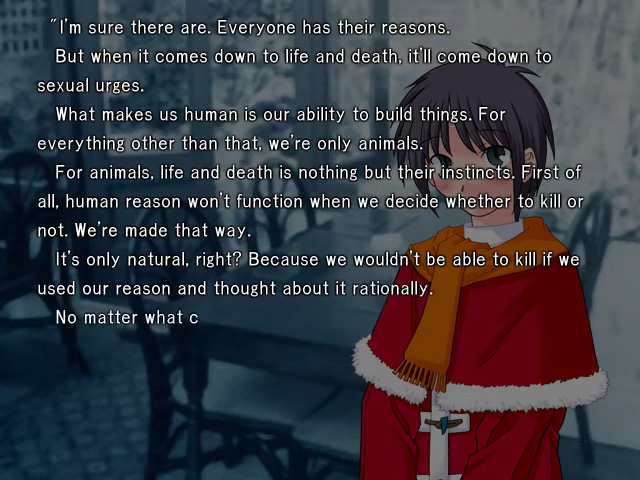 "I'm sure there are. Everyone has their reasons.
But when it comes down to life and death, it'll come down to
sexual urges.
What makes us human is our ability to build things. For
everything other than that, we're only animals.
For animals, life and death is nothing but their instincts. First of
all, human reason won't function when we decide whether to kill or
not. We're made that way.
It's only natural, right? Because we wouldn't be able to kill if we
used our reason and thought about it rationally.
No matter what c